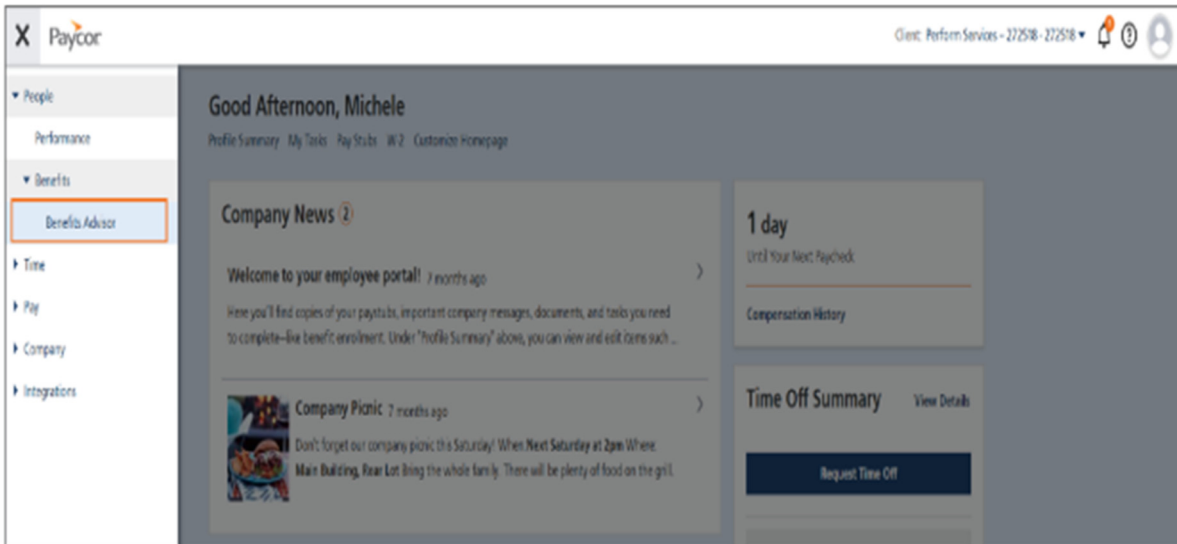 X Paycor
Client: Perform Services - 272518 - 272518
People
Performance
Benefits
Benefits Advisor
Time
Pay
Company
Integrations
Good Afternoon, Michele
Profile Summary My Tasks Pay Stubs W-2 Customize Homepage
Company News 2
Welcome to your employee portal! 7 months ago
Here you'll find copies of your paystubs, important company messages, documents, and tasks you need
to complete—like benefit enrollment. Under "Profile Summary" above, you can view and edit items such ...
Company Picnic 7 months ago
Don't forget our company picnic this Saturday! When Next Saturday at 2pm Where:
Main Building, Rear Lot Bring the whole family. There will be plenty of food on the grill.
1 day
Until Your Next Paycheck
Compensation History
Time Off Summary View Details
Request Time Off